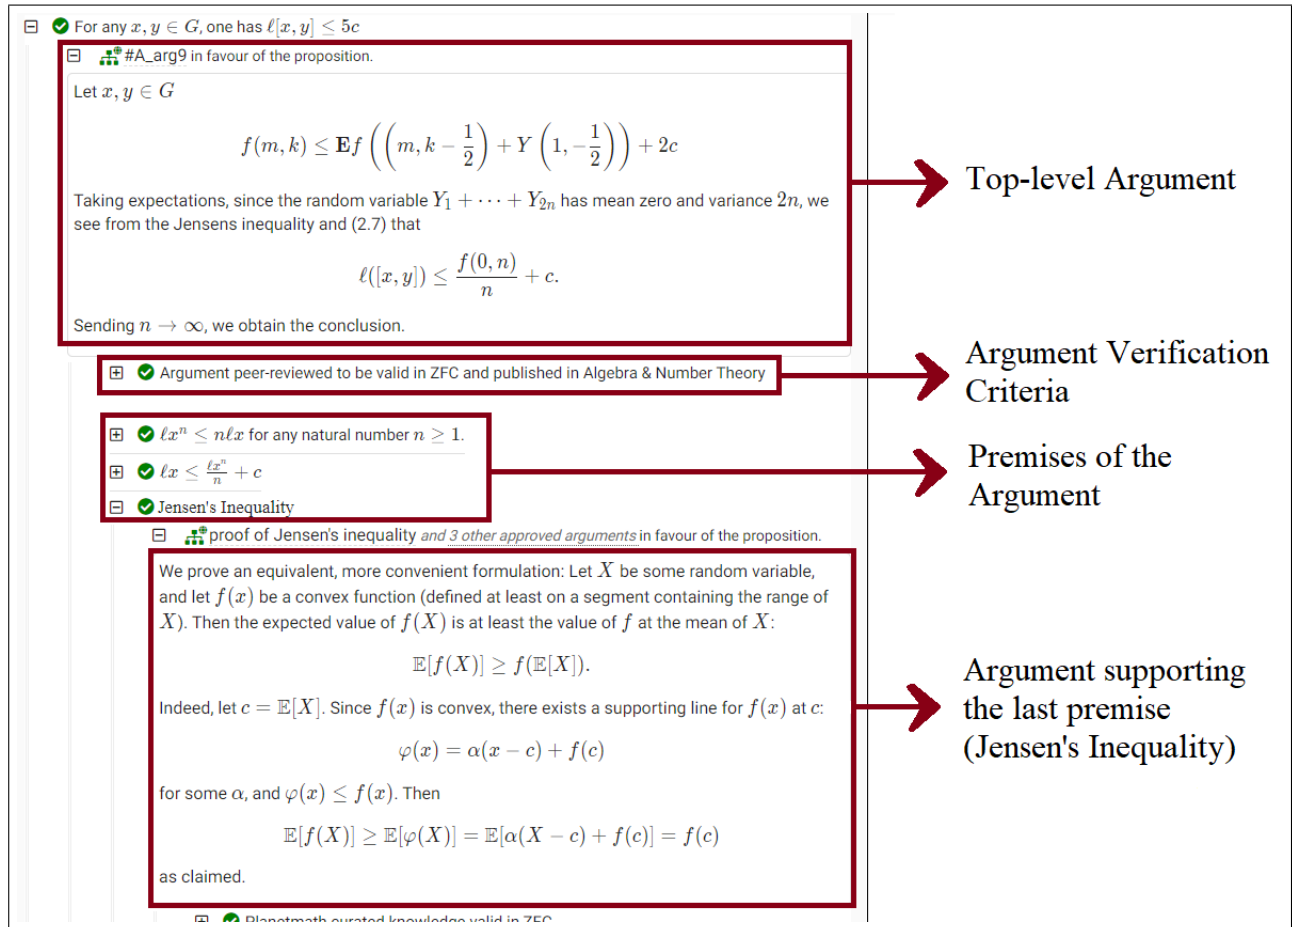 For any x, y ∈ G, one has ℓ[x, y] ≤ 5c
#A_arg9 in favour of the proposition.
Let x, y ∈ G
f(m, k) ≤ Ef ((m, k − 1/2) + Y (1, −1/2)) + 2c
Taking expectations, since the random variable Y₁ + ⋯ + Y₂ₙ has mean zero and variance 2n, we
see from the Jensens inequality and (2.7) that
ℓ([x, y]) ≤ f(0, n)/n + c.
Sending n → ∞, we obtain the conclusion.
Argument peer-reviewed to be valid in ZFC and published in Algebra & Number Theory
ℓxⁿ ≤ nℓx for any natural number n ≥ 1.
ℓx ≤ ℓxⁿ/n + c
Jensen's Inequality
proof of Jensen's inequality and 3 other approved arguments in favour of the proposition.
We prove an equivalent, more convenient formulation: Let X be some random variable,
and let f(x) be a convex function (defined at least on a segment containing the range of
X). Then the expected value of f(X) is at least the value of f at the mean of X:
𝔼[f(X)] ≥ f(𝔼[X]).
Indeed, let c = 𝔼[X]. Since f(x) is convex, there exists a supporting line for f(x) at c:
φ(x) = α(x − c) + f(c)
for some α, and φ(x) ≤ f(x). Then
𝔼[f(X)] ≥ 𝔼[φ(X)] = 𝔼[α(X − c) + f(c)] = f(c)
as claimed.
Planetmath curated knowledge valid in ZFC
Top-level Argument
Argument Verification
Criteria
Premises of the
Argument
Argument supporting
the last premise
(Jensen's Inequality)